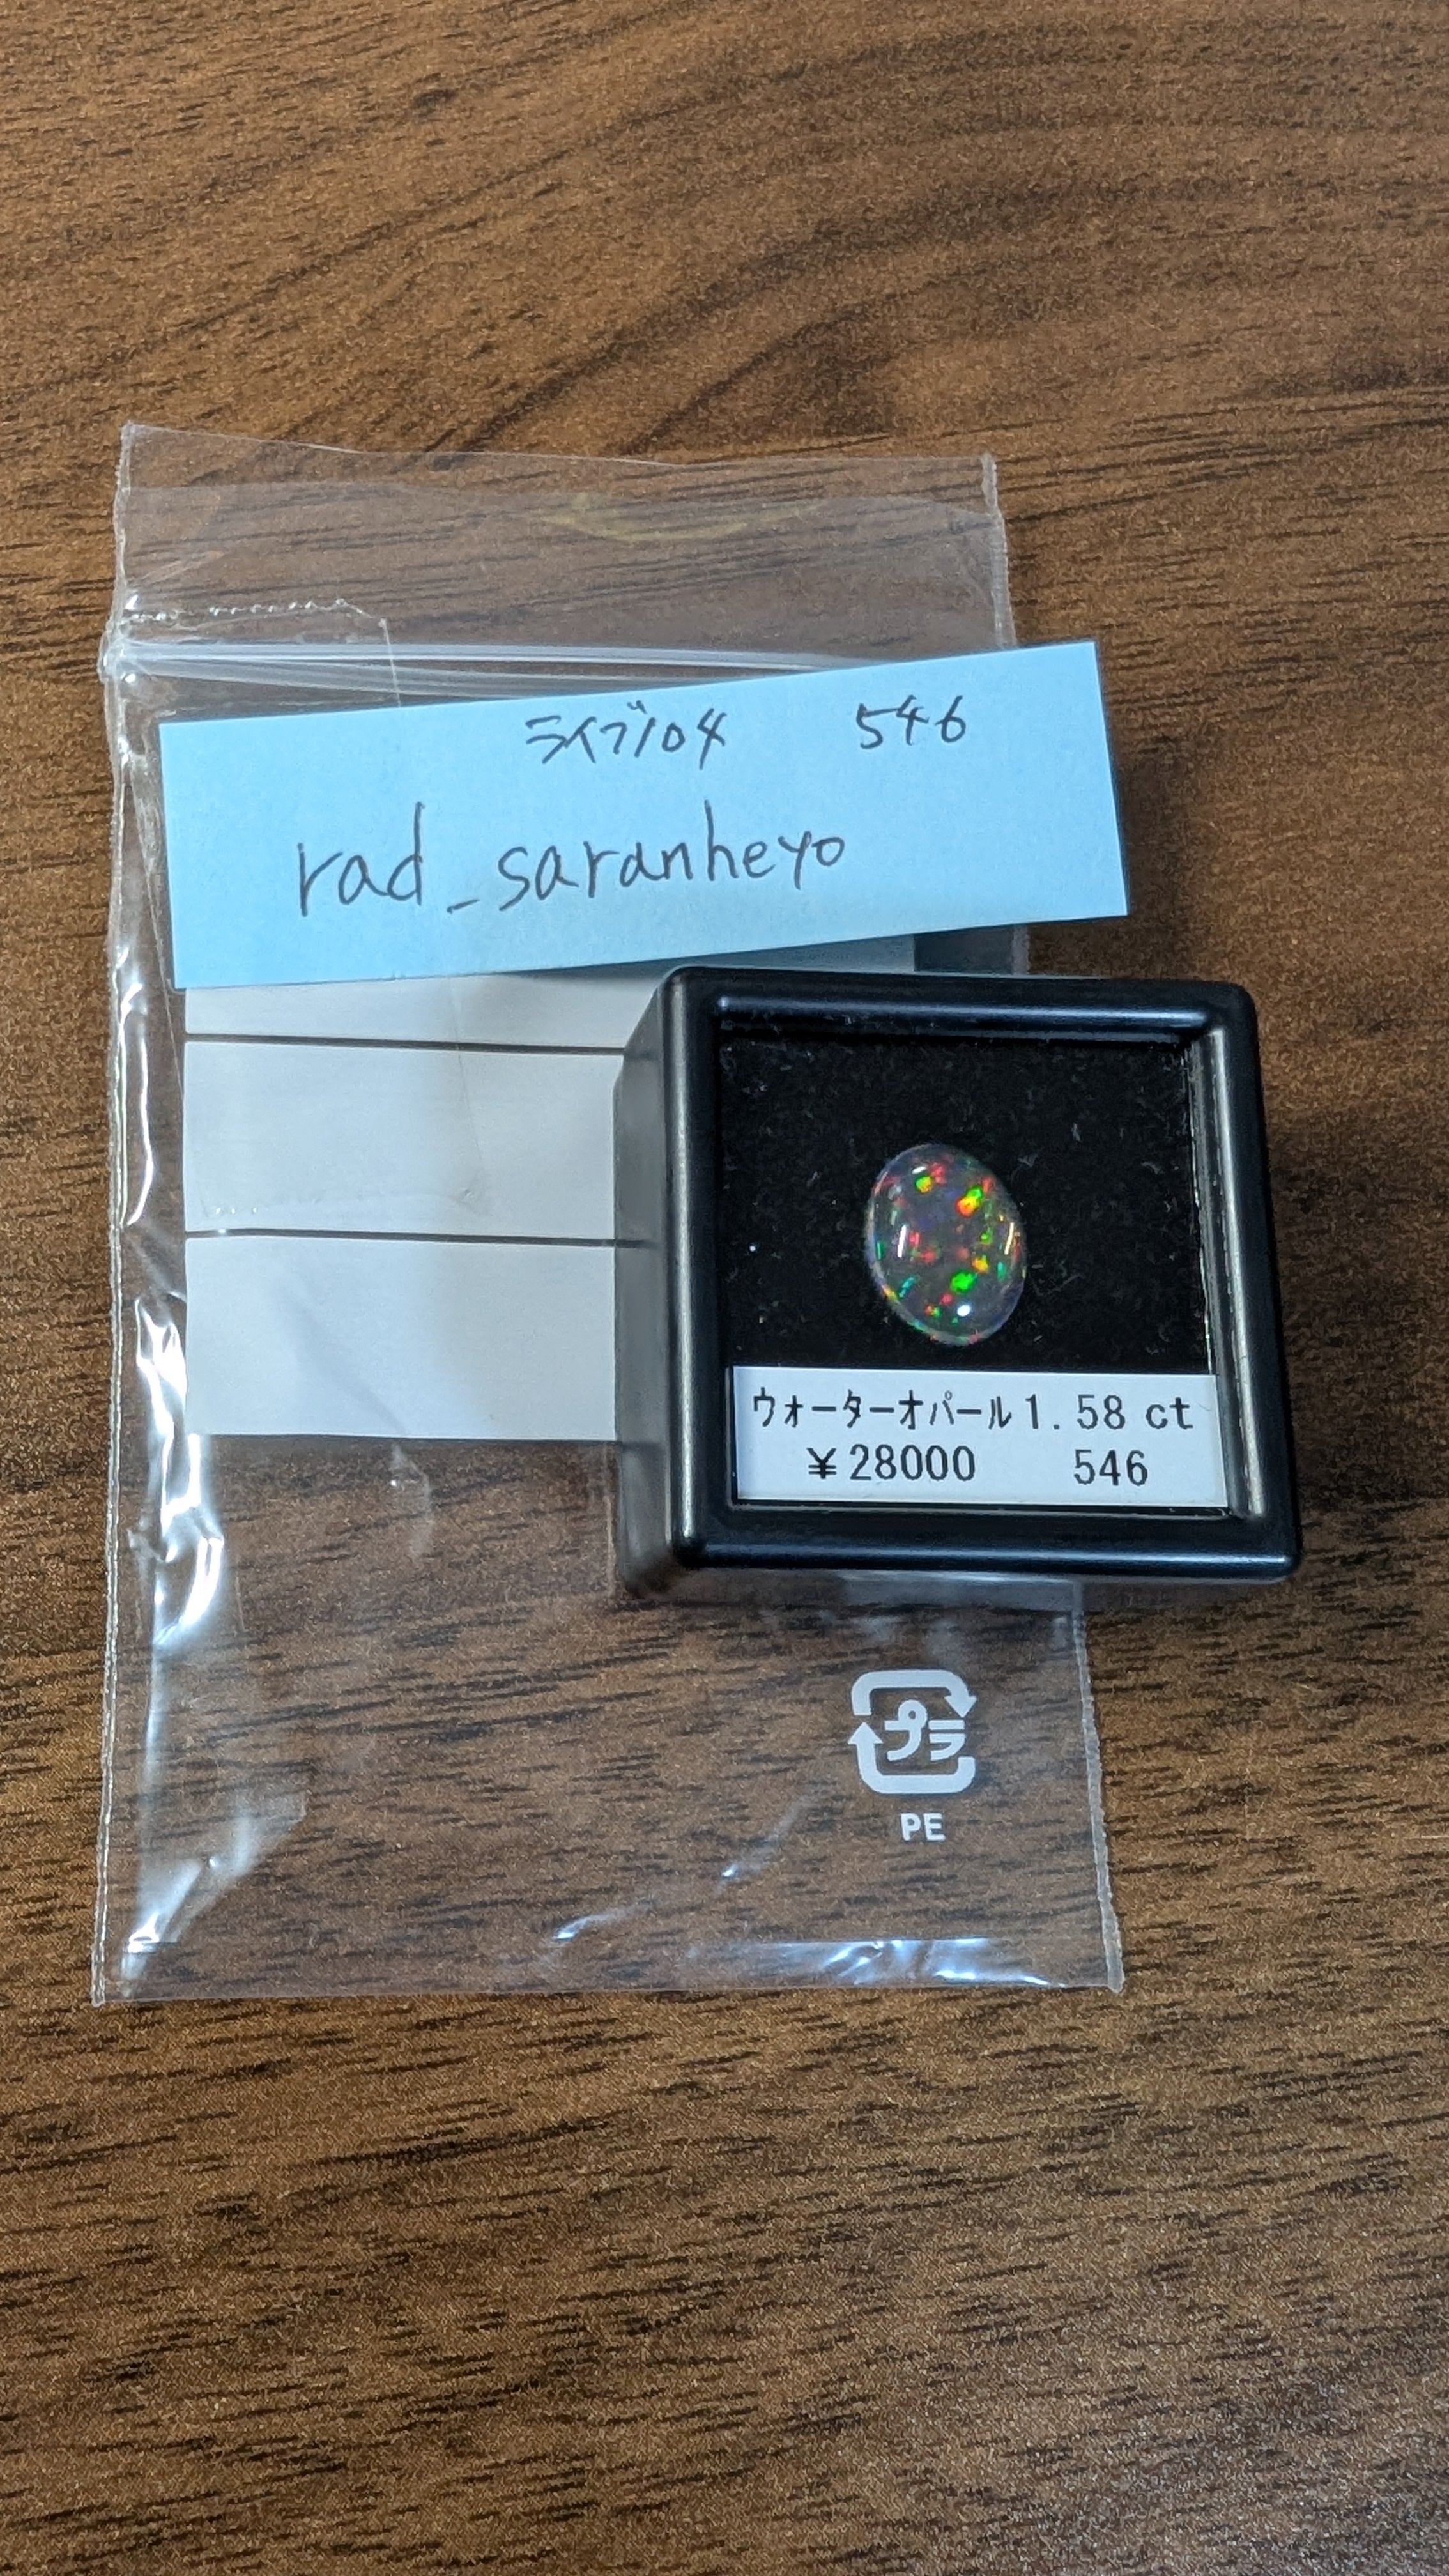 ライブ104 546
rad_saranheyo
ウォーターオパール1.58 ct
¥28000 546
プラ
PE